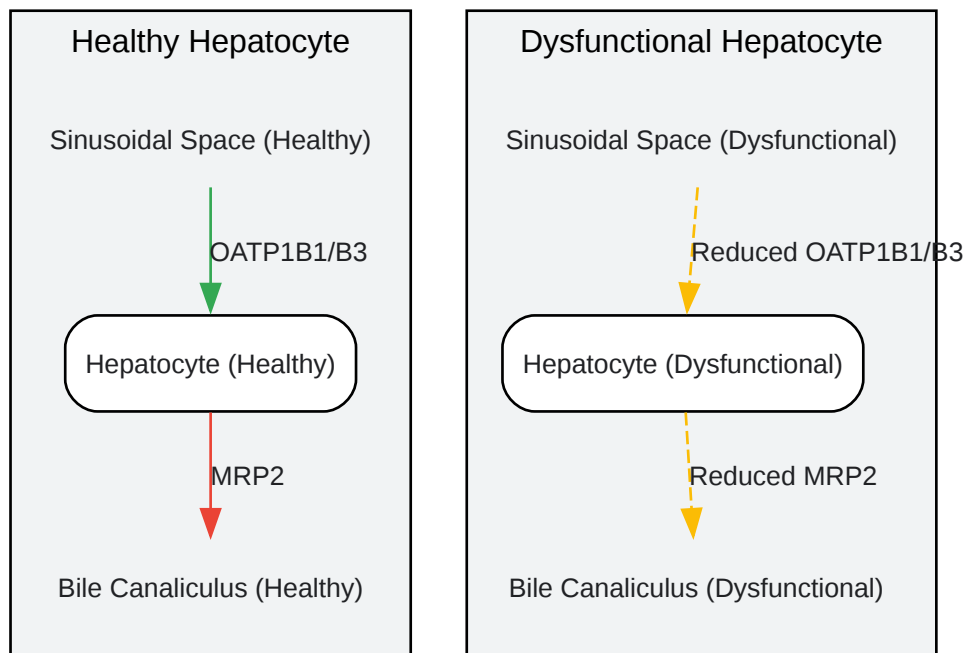 Healthy Hepatocyte
Sinusoidal Space (Healthy)
OATP1B1/B3
Hepatocyte (Healthy)
MRP2
Bile Canaliculus (Healthy)
Dysfunctional Hepatocyte
Sinusoidal Space (Dysfunctional)
Reduced OATP1B1/B3
Hepatocyte (Dysfunctional)
Reduced MRP2
Bile Canaliculus (Dysfunctional)